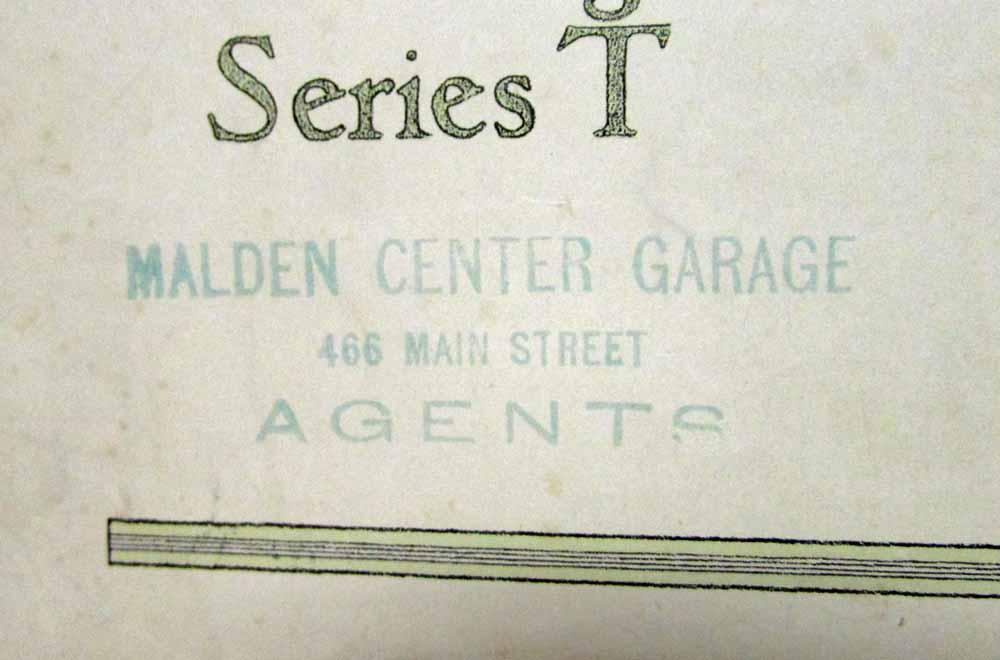 Series T
MALDEN CENTER GARAGE
466 MAIN STREET
AGENTS